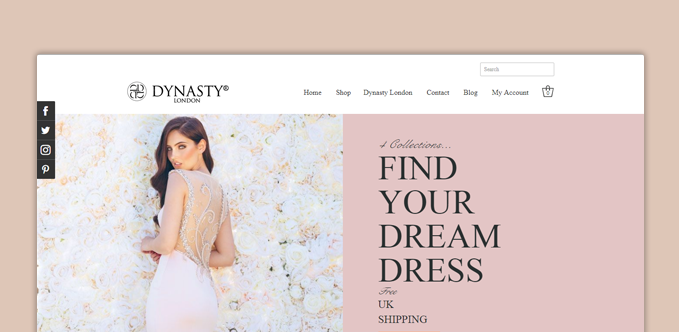 Search
DYNASTY®
LONDON
Home Shop Dynasty London Contact Blog My Account 0
4 Collections...
FIND
YOUR
DREAM
DRESS
Free
UK
SHIPPING